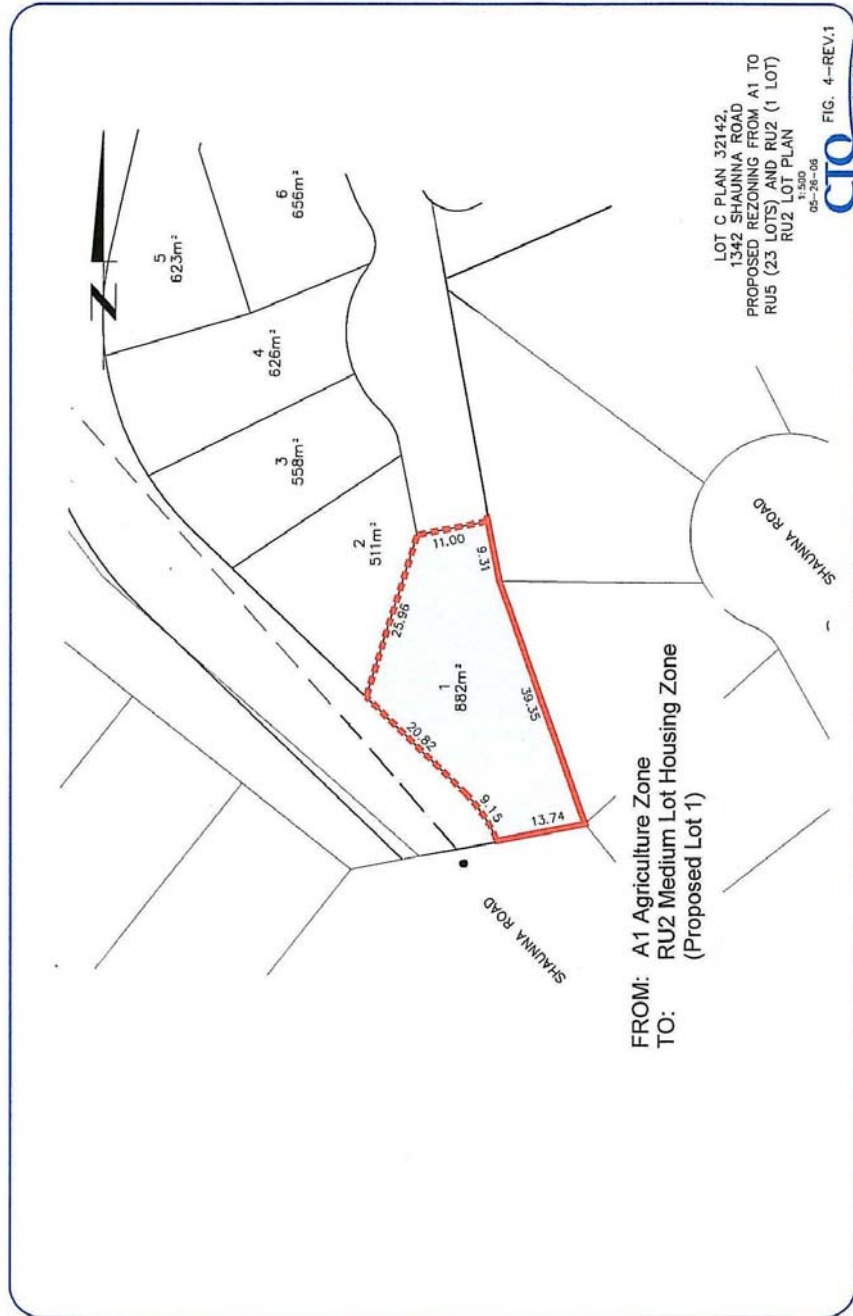 N
5
623m²
6
656m²
4
626m²
3
558m²
2
511m²
11.00
9.31
25.96
1
882m²
39.35
20.82
9.15
13.74
SHAUNNA ROAD
SHAUNNA ROAD
FROM: A1 Agriculture Zone
TO: RU2 Medium Lot Housing Zone
(Proposed Lot 1)
LOT C PLAN 32142,
1342 SHAUNNA ROAD
PROPOSED REZONING FROM A1 TO
RU5 (23 LOTS) AND RU2 (1 LOT)
RU2 LOT PLAN
1:500
05-26-06
CTQ FIG. 4-REV.1